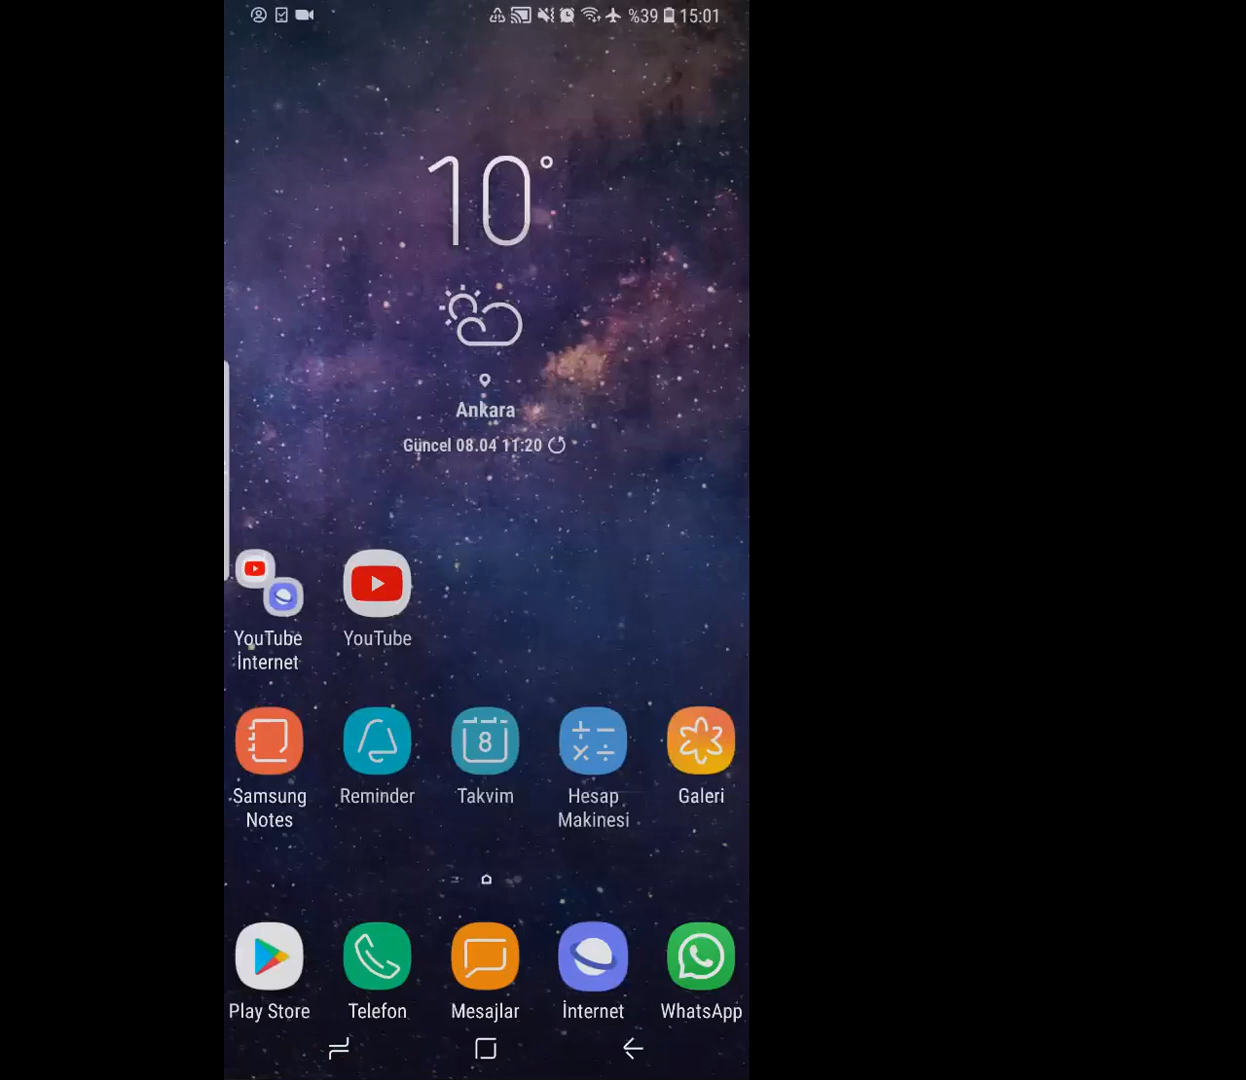 %39 15:01
10°
Ankara
Güncel 08.04 11:20
YouTube
İnternet
YouTube
Samsung
Notes
Reminder
8
Takvim
Hesap
Makinesi
Galeri
Play Store
Telefon
Mesajlar
İnternet
WhatsApp